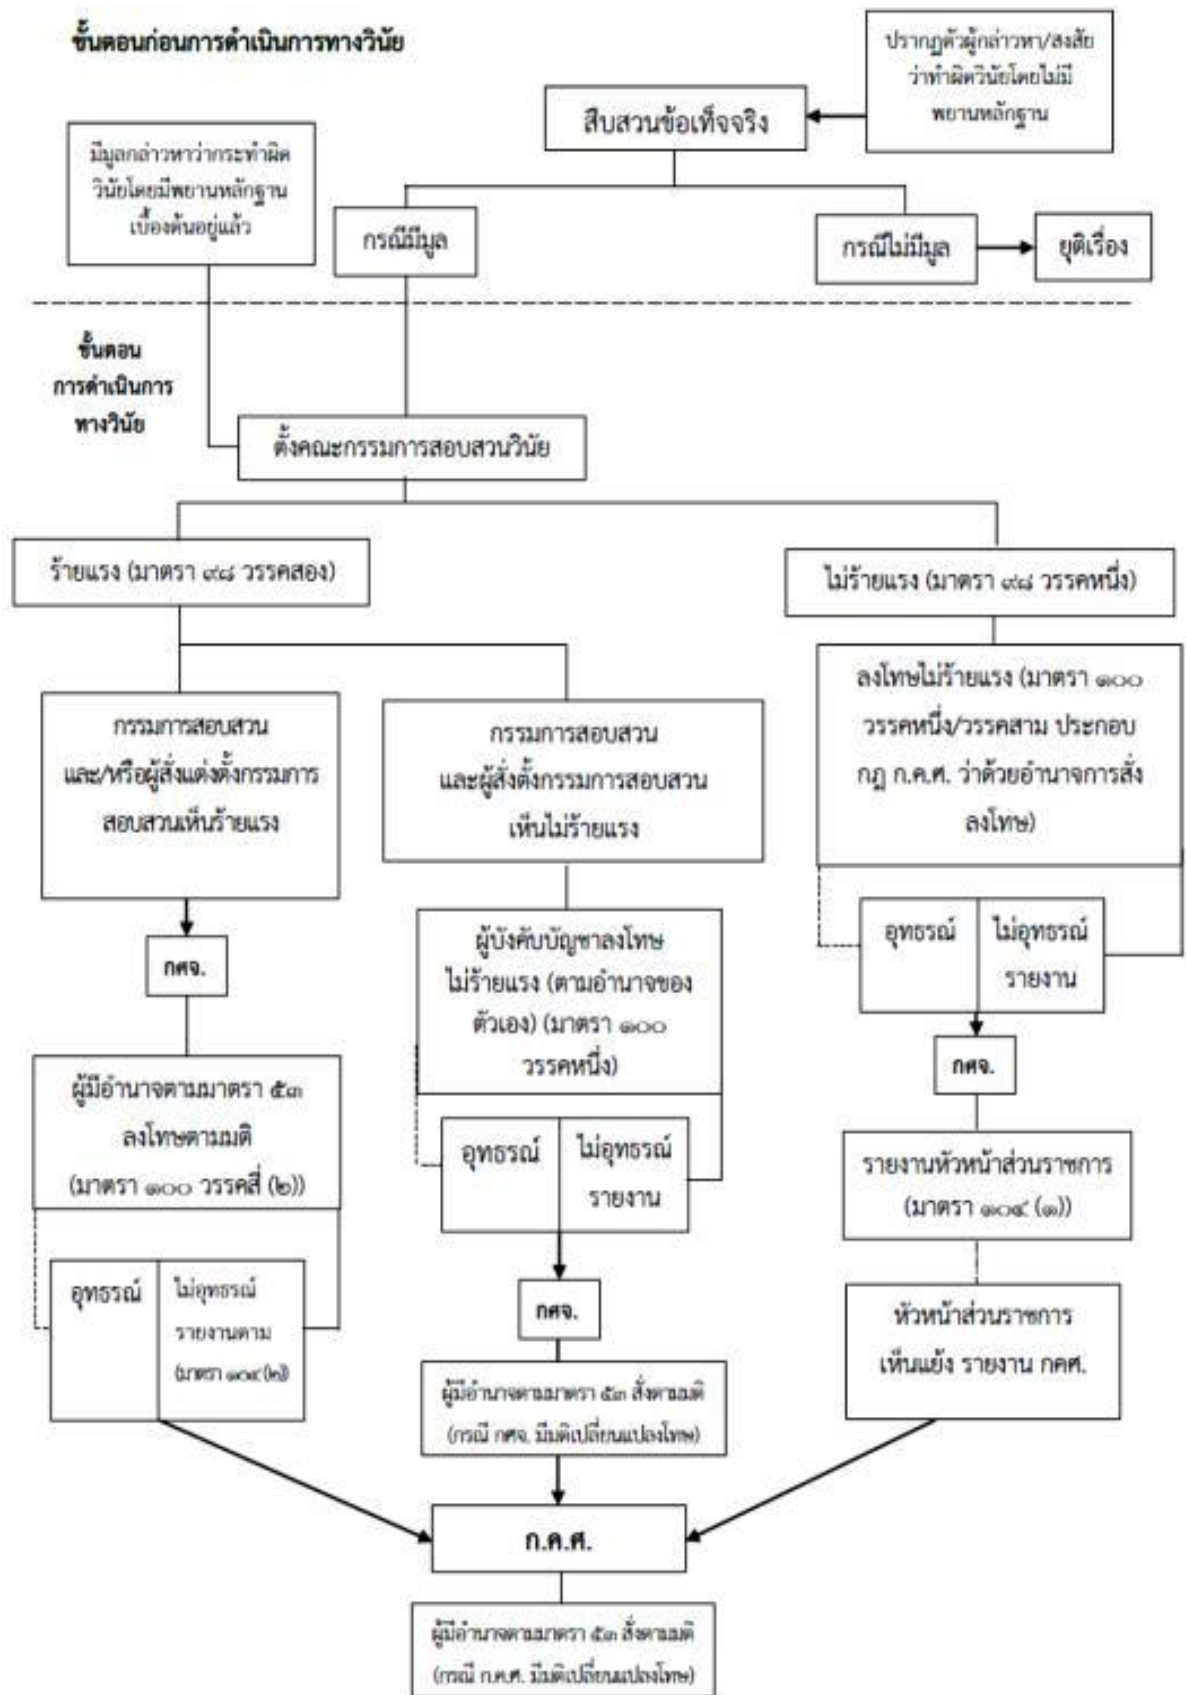 ขั้นตอนก่อนการดำเนินการทางวินัย
ปรากฏตัวผู้กล่าวหา/สงสัย
ว่าทำผิดวินัยโดยไม่มี
พยานหลักฐาน
สืบสวนข้อเท็จจริง
มีมูลกล่าวหาว่ากระทำผิด
วินัยโดยมีพยานหลักฐาน
เบื้องต้นอยู่แล้ว
กรณีมีมูล
กรณีไม่มีมูล
ยุติเรื่อง
ขั้นตอน
การดำเนินการ
ทางวินัย
ตั้งคณะกรรมการสอบสวนวินัย
ร้ายแรง (มาตรา ๙๘ วรรคสอง)
ไม่ร้ายแรง (มาตรา ๙๘ วรรคหนึ่ง)
กรรมการสอบสวน
และ/หรือผู้สั่งแต่งตั้งกรรมการ
สอบสวนเห็นร้ายแรง
กศจ.
ผู้มีอำนาจตามมาตรา ๕๓
ลงโทษตามมติ
(มาตรา ๑๐๐ วรรคสี่ (๒))
อุทธรณ์
ไม่อุทธรณ์
รายงานตาม
(มาตรา ๑๐๔ (๒))
กรรมการสอบสวน
และผู้สั่งตั้งกรรมการสอบสวน
เห็นไม่ร้ายแรง
ผู้บังคับบัญชาลงโทษ
ไม่ร้ายแรง (ตามอำนาจของ
ตัวเอง) (มาตรา ๑๐๐
วรรคหนึ่ง)
อุทธรณ์
ไม่อุทธรณ์
รายงาน
กศจ.
ผู้มีอำนาจตามมาตรา ๕๓ สั่งตามมติ
(กรณี กศจ. มีมติเปลี่ยนแปลงโทษ)
ลงโทษไม่ร้ายแรง (มาตรา ๑๐๐
วรรคหนึ่ง/วรรคสาม ประกอบ
กฎ ก.ค.ศ. ว่าด้วยอำนาจการสั่ง
ลงโทษ)
อุทธรณ์
ไม่อุทธรณ์
รายงาน
กศจ.
รายงานหัวหน้าส่วนราชการ
(มาตรา ๑๐๔ (๑))
หัวหน้าส่วนราชการ
เห็นแย้ง รายงาน กคศ.
ก.ค.ศ.
ผู้มีอำนาจตามมาตรา ๕๓ สั่งตามมติ
(กรณี ก.ค.ศ. มีมติเปลี่ยนแปลงโทษ)